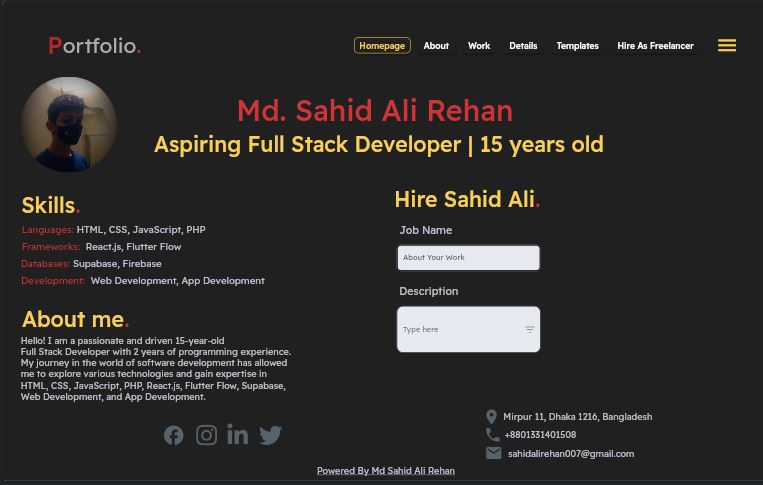 Portfolio.
Homepage About Work Details Templates Hire As Freelancer
Md. Sahid Ali Rehan
Aspiring Full Stack Developer | 15 years old
Skills.
Languages: HTML, CSS, JavaScript, PHP
Frameworks: React.js, Flutter Flow
Databases: Supabase, Firebase
Development: Web Development, App Development
About me.
Hello! I am a passionate and driven 15-year-old
Full Stack Developer with 2 years of programming experience.
My journey in the world of software development has allowed
me to explore various technologies and gain expertise in
HTML, CSS, JavaScript, PHP, React.js, Flutter Flow, Supabase,
Web Development, and App Development.
Hire Sahid Ali.
Job Name
About Your Work
Description
Type here
Mirpur 11, Dhaka 1216, Bangladesh
+8801331401508
sahidalirehan007@gmail.com
Powered By Md Sahid Ali Rehan